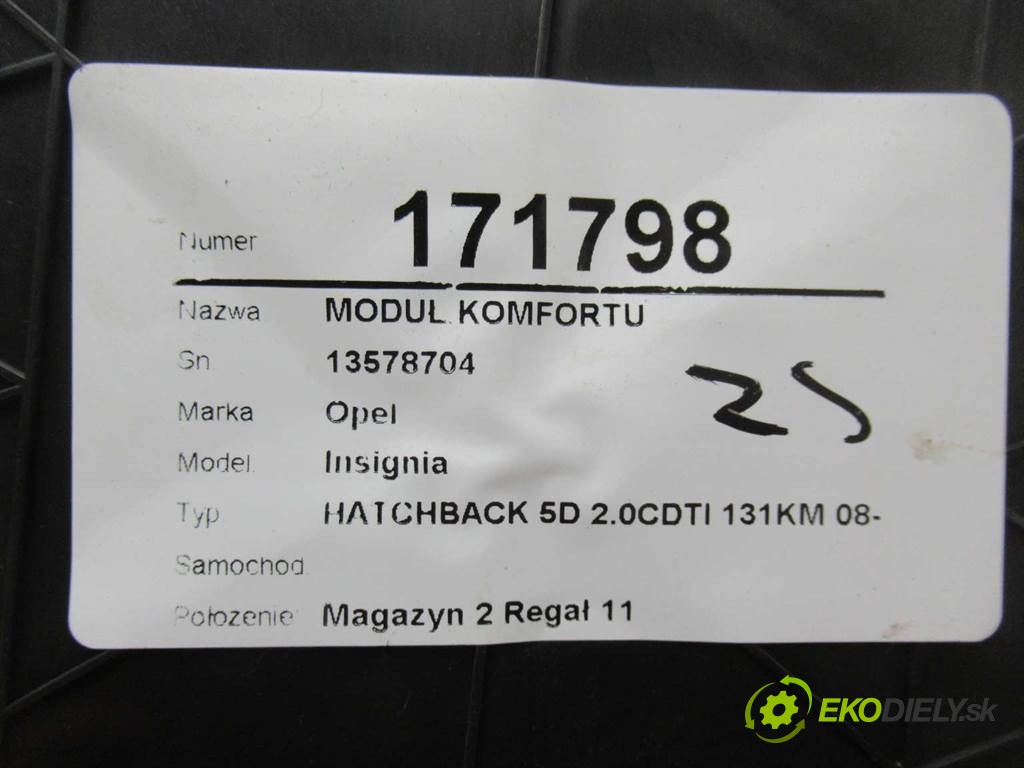 Numer 171798
Nazwa MODUŁ KOMFORTU
Sn 13578704
Marka Opel
Model Insignia
Typ HATCHBACK 5D 2.0CDTI 131KM 08-
Samochod
Położenie Magazyn 2 Regał 11
EKODIELY.sk